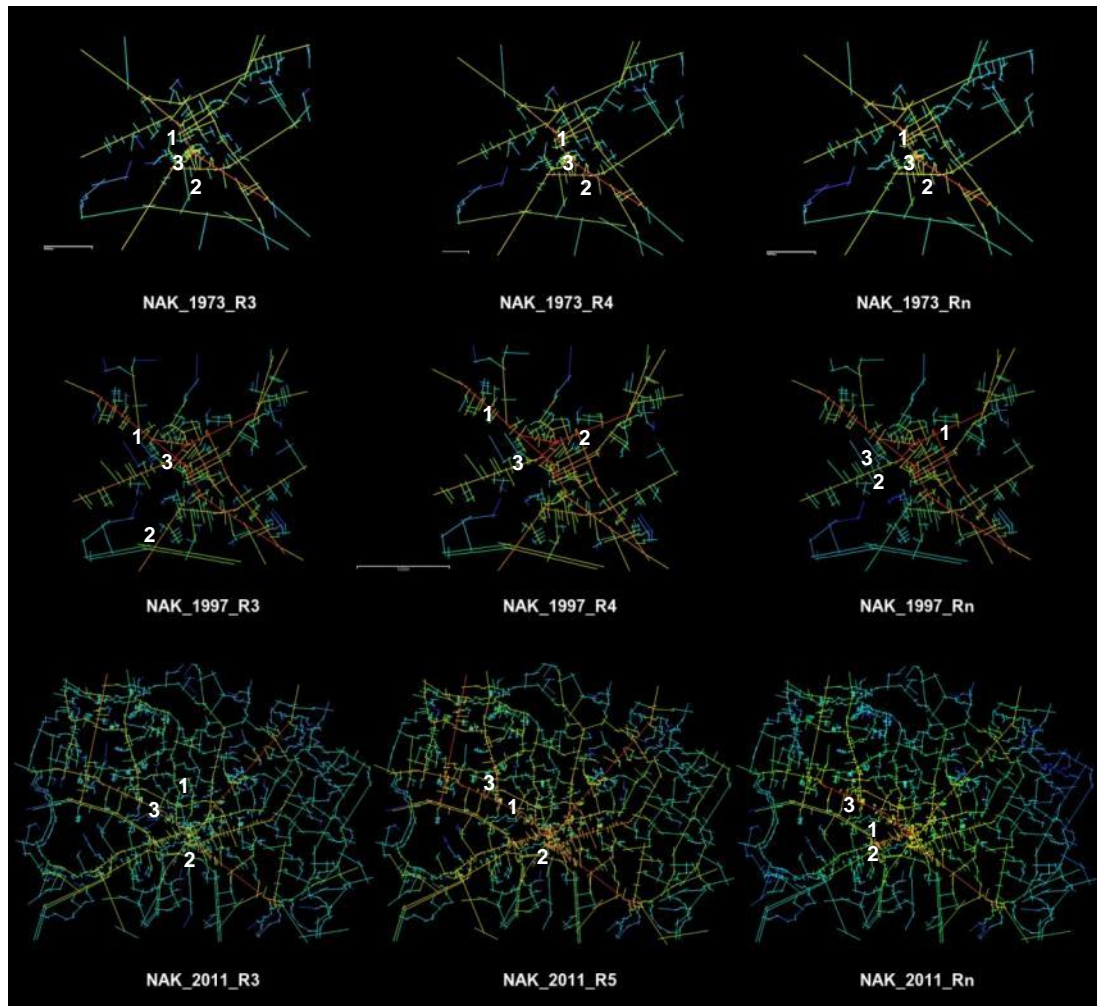 1 1 1
3 3 3
2 2 2
NAK_1973_R3 NAK_1973_R4 NAK_1973_Rn
1 1 2 1
3 3 3
2 2
NAK_1997_R3 NAK_1997_R4 NAK_1997_Rn
1 3
3 1 3
2 2 1
2
NAK_2011_R3 NAK_2011_R5 NAK_2011_Rn